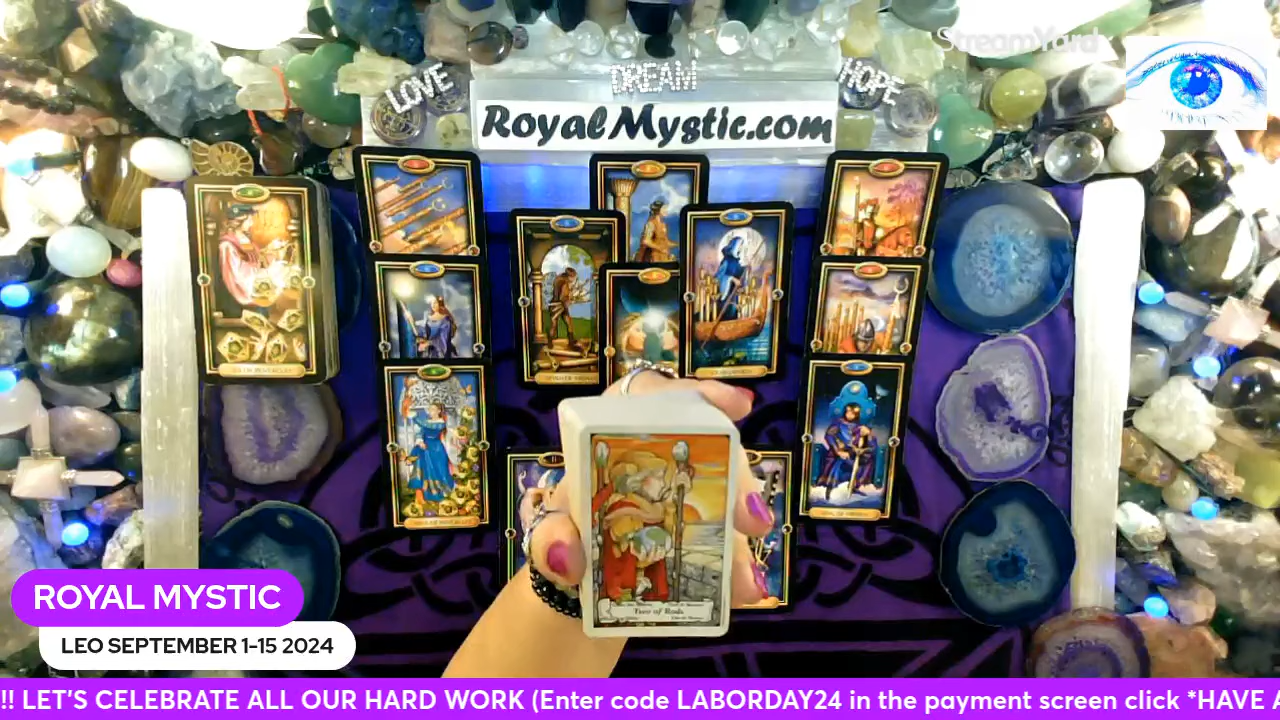 StreamYard
LOVE
DREAM
HOPE
RoyalMystic.com
Two of Rods
ROYAL MYSTIC
LEO SEPTEMBER 1-15 2024
!! LET'S CELEBRATE ALL OUR HARD WORK (Enter code LABORDAY24 in the payment screen click *HAVE A